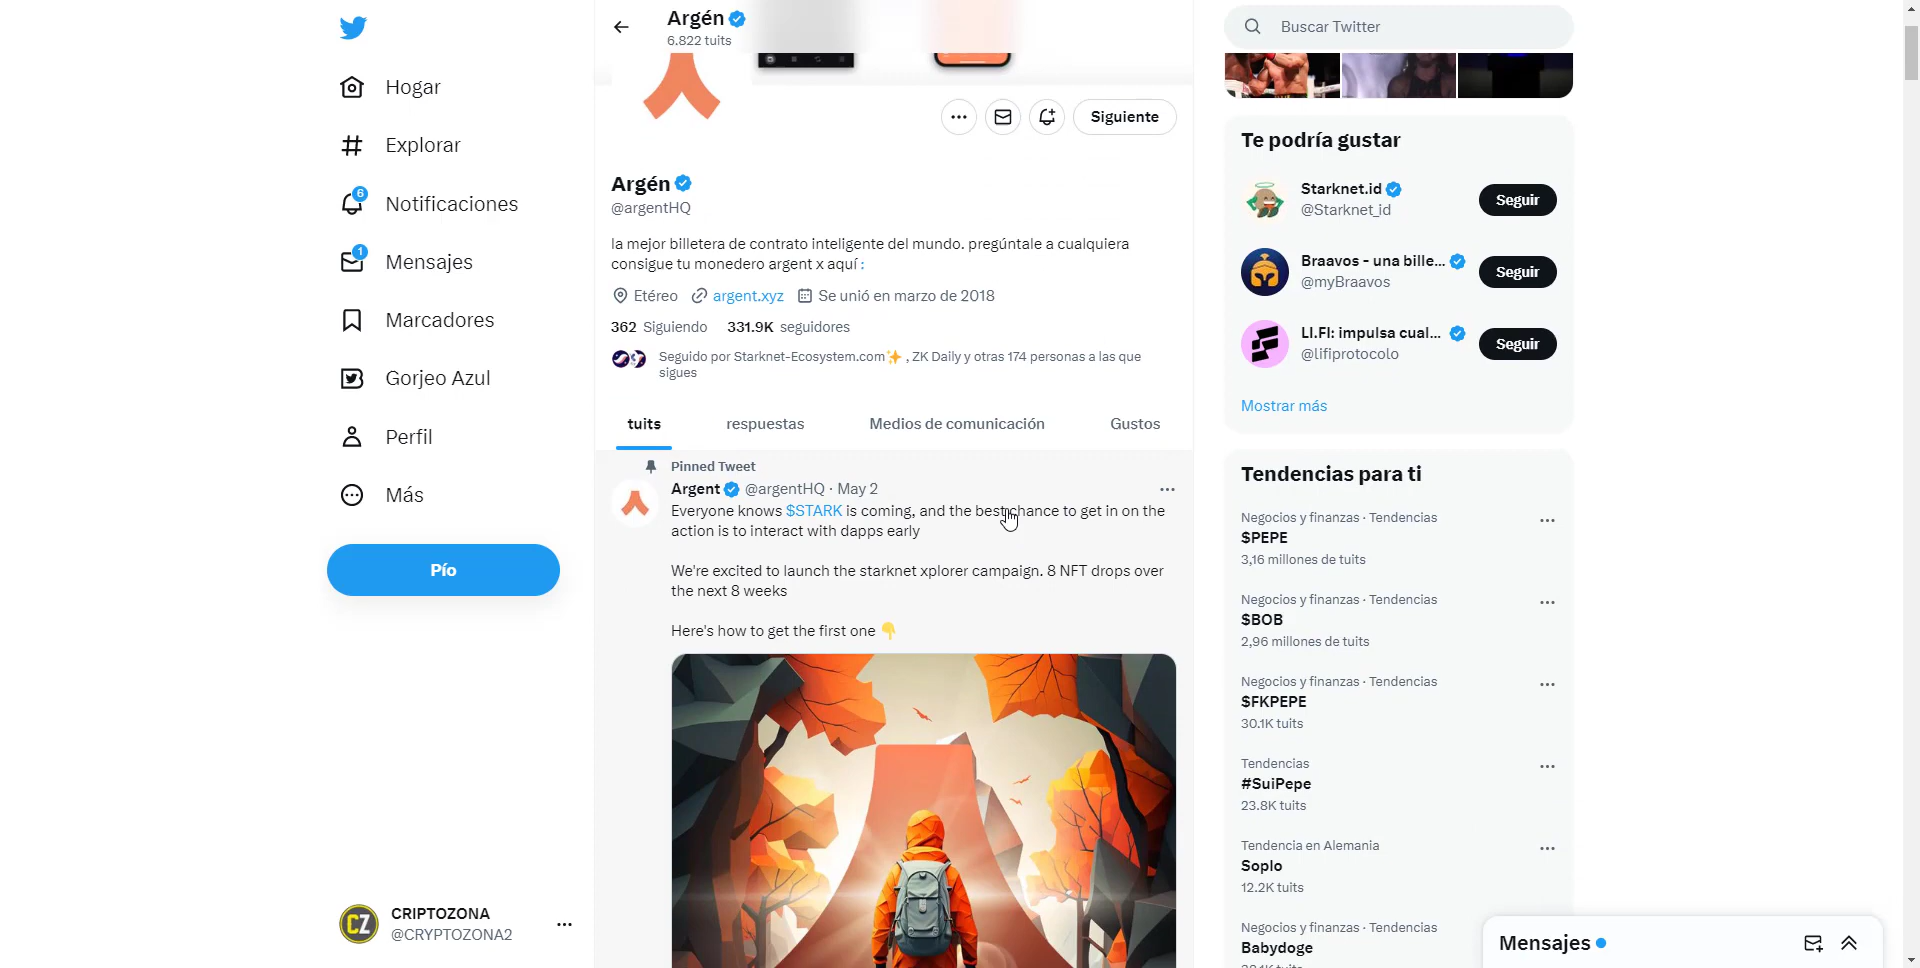 Hogar
Explorar
6
Notificaciones
1
Mensajes
Marcadores
Gorjeo Azul
Perfil
Más
Pío
CZ
CRIPTOZONA
@CRYPTOZONA2
Argén
6.822 tuits
Siguiente
Argén
@argentHQ
la mejor billetera de contrato inteligente del mundo. pregúntale a cualquiera
consigue tu monedero argent x aquí :
Etéreo argent.xyz Se unió en marzo de 2018
362 Siguiendo 331.9K seguidores
Seguido por Starknet-Ecosystem.com✨ , ZK Daily y otras 174 personas a las que
sigues
tuits respuestas Medios de comunicación Gustos
Pinned Tweet
Argent @argentHQ · May 2
Everyone knows $STARK is coming, and the best chance to get in on the
action is to interact with dapps early
We're excited to launch the starknet xplorer campaign. 8 NFT drops over
the next 8 weeks
Here's how to get the first one 👇
Buscar Twitter
Te podría gustar
Starknet.id
@Starknet_id
Seguir
Braavos - una bille...
@myBraavos
Seguir
LI.FI: impulsa cual...
@lifiprotocolo
Seguir
Mostrar más
Tendencias para ti
Negocios y finanzas · Tendencias
$PEPE
3,16 millones de tuits
Negocios y finanzas · Tendencias
$BOB
2,96 millones de tuits
Negocios y finanzas · Tendencias
$FKPEPE
30.1K tuits
Tendencias
#SuiPepe
23.8K tuits
Tendencia en Alemania
Soplo
12.2K tuits
Negocios y finanzas · Tendencias
Babydoge
Mensajes